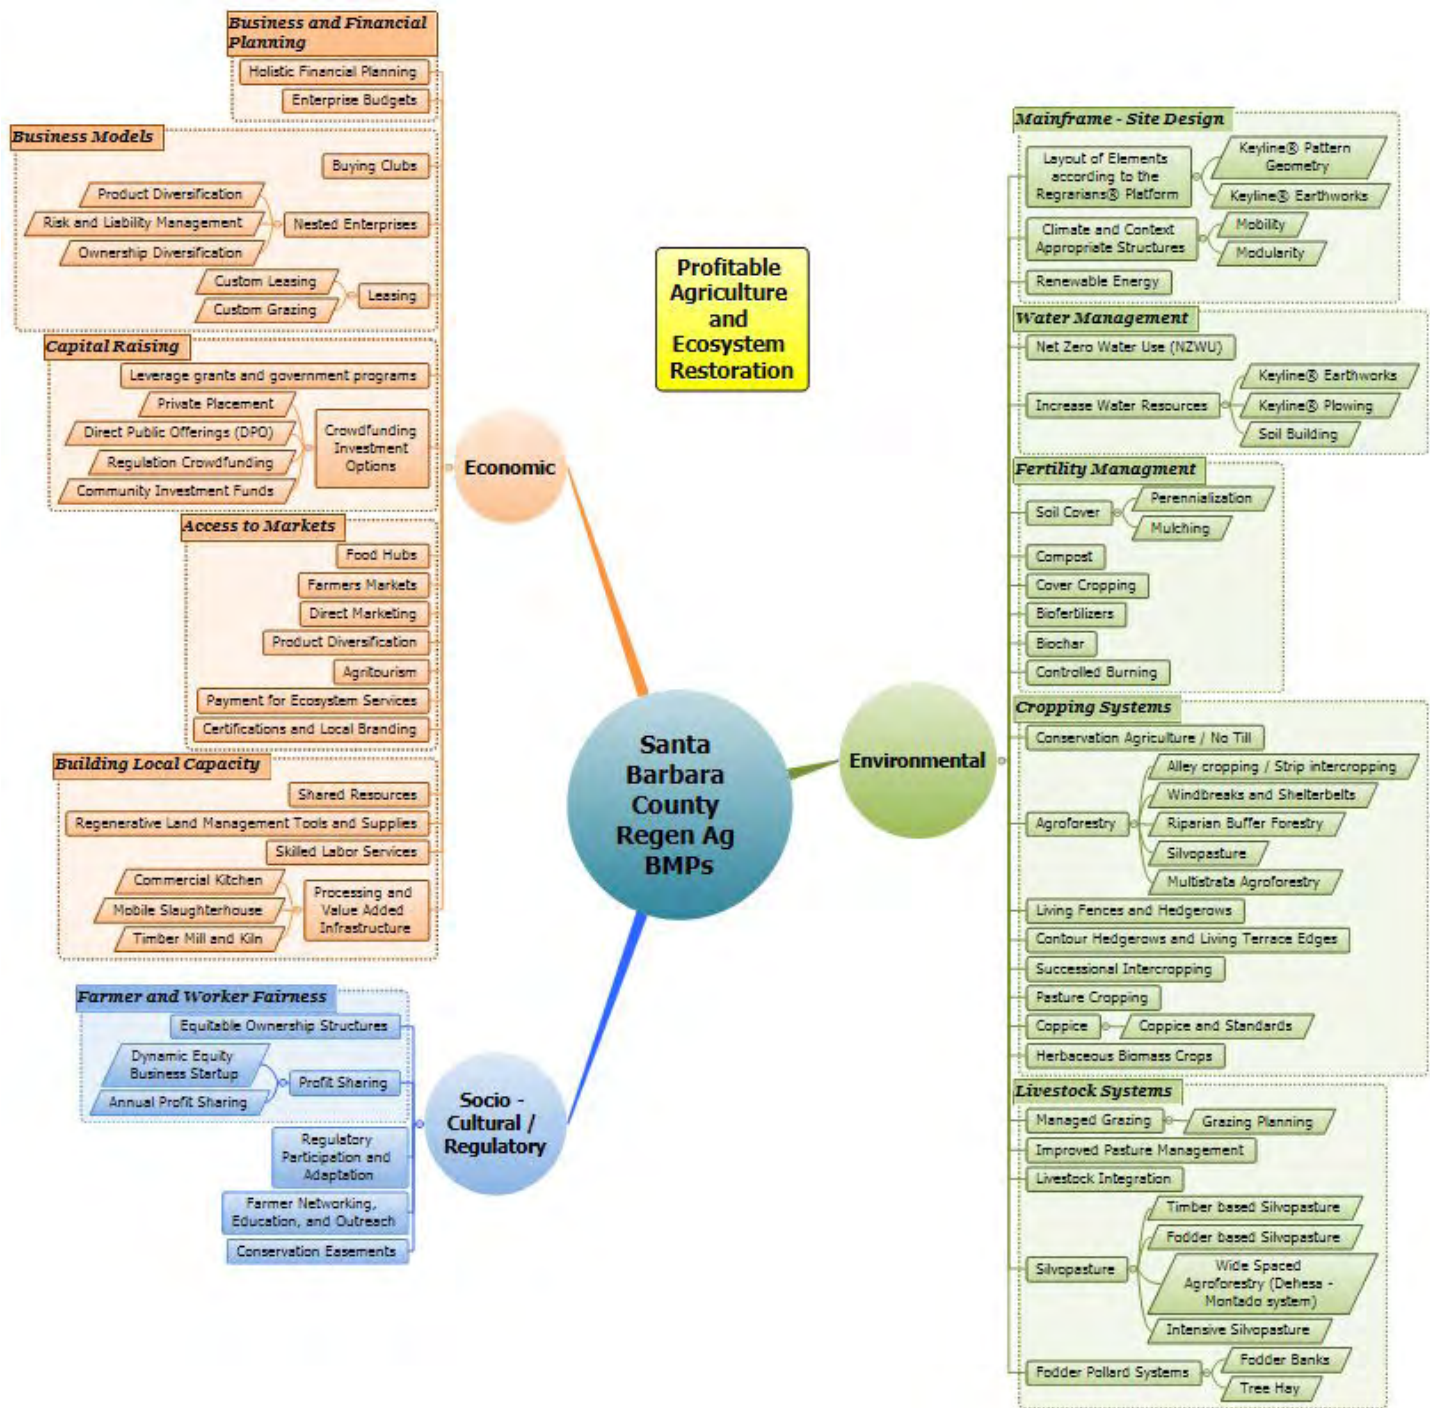 Business and Financial
Planning
Holistic Financial Planning
Enterprise Budgets
Business Models
Buying Clubs
Product Diversification
Risk and Liability Management
Ownership Diversification
Nested Enterprises
Custom Leasing
Custom Grazing
Leasing
Capital Raising
Leverage grants and government programs
Private Placement
Direct Public Offerings (DPO)
Regulation Crowdfunding
Community Investment Funds
Crowdfunding
Investment
Options
Access to Markets
Food Hubs
Farmers Markets
Direct Marketing
Product Diversification
Agritourism
Payment for Ecosystem Services
Certifications and Local Branding
Building Local Capacity
Shared Resources
Regenerative Land Management Tools and Supplies
Skilled Labor Services
Commercial Kitchen
Mobile Slaughterhouse
Timber Mill and Kiln
Processing and
Value Added
Infrastructure
Economic
Farmer and Worker Fairness
Equitable Ownership Structures
Dynamic Equity
Business Startup
Annual Profit Sharing
Profit Sharing
Regulatory
Participation and
Adaptation
Farmer Networking,
Education, and Outreach
Conservation Easements
Socio -
Cultural /
Regulatory
Profitable
Agriculture
and
Ecosystem
Restoration
Santa
Barbara
County
Regen Ag
BMPs
Environmental
Mainframe - Site Design
Layout of Elements
according to the
Regrarians® Platform
Keyline® Pattern
Geometry
Keyline® Earthworks
Climate and Context
Appropriate Structures
Mobility
Modularity
Renewable Energy
Water Management
Net Zero Water Use (NZWU)
Increase Water Resources
Keyline® Earthworks
Keyline® Plowing
Soil Building
Fertility Managment
Soil Cover
Perennialization
Mulching
Compost
Cover Cropping
Biofertilizers
Biochar
Controlled Burning
Cropping Systems
Conservation Agriculture / No Till
Agroforestry
Alley cropping / Strip intercropping
Windbreaks and Shelterbelts
Riparian Buffer Forestry
Silvopasture
Multistrata Agroforestry
Living Fences and Hedgerows
Contour Hedgerows and Living Terrace Edges
Successional Intercropping
Pasture Cropping
Coppice
Coppice and Standards
Herbaceous Biomass Crops
Livestock Systems
Managed Grazing
Grazing Planning
Improved Pasture Management
Livestock Integration
Silvopasture
Timber based Silvopasture
Fodder based Silvopasture
Wide Spaced
Agroforestry (Dehesa -
Montado system)
Intensive Silvopasture
Fodder Pollard Systems
Fodder Banks
Tree Hay